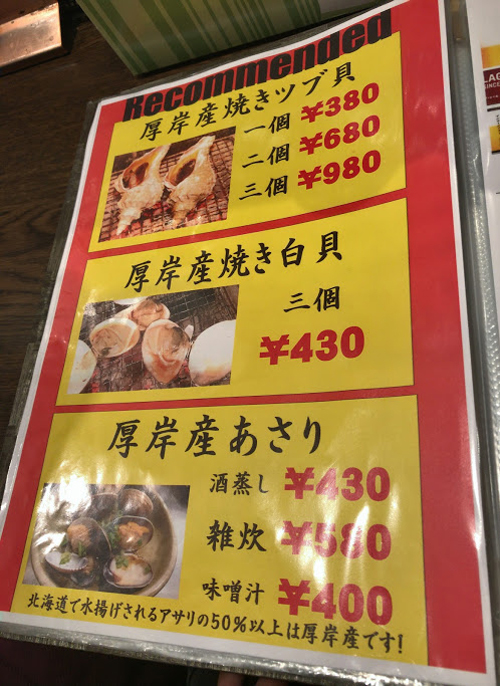 Recommended
厚岸産焼きツブ貝
一個 ¥380
二個 ¥680
三個 ¥980
厚岸産焼き白貝
三個
¥430
厚岸産あさり
酒蒸し ¥430
雑炊 ¥580
味噌汁 ¥400
北海道で水揚げされるアサリの50%以上は厚岸産です!